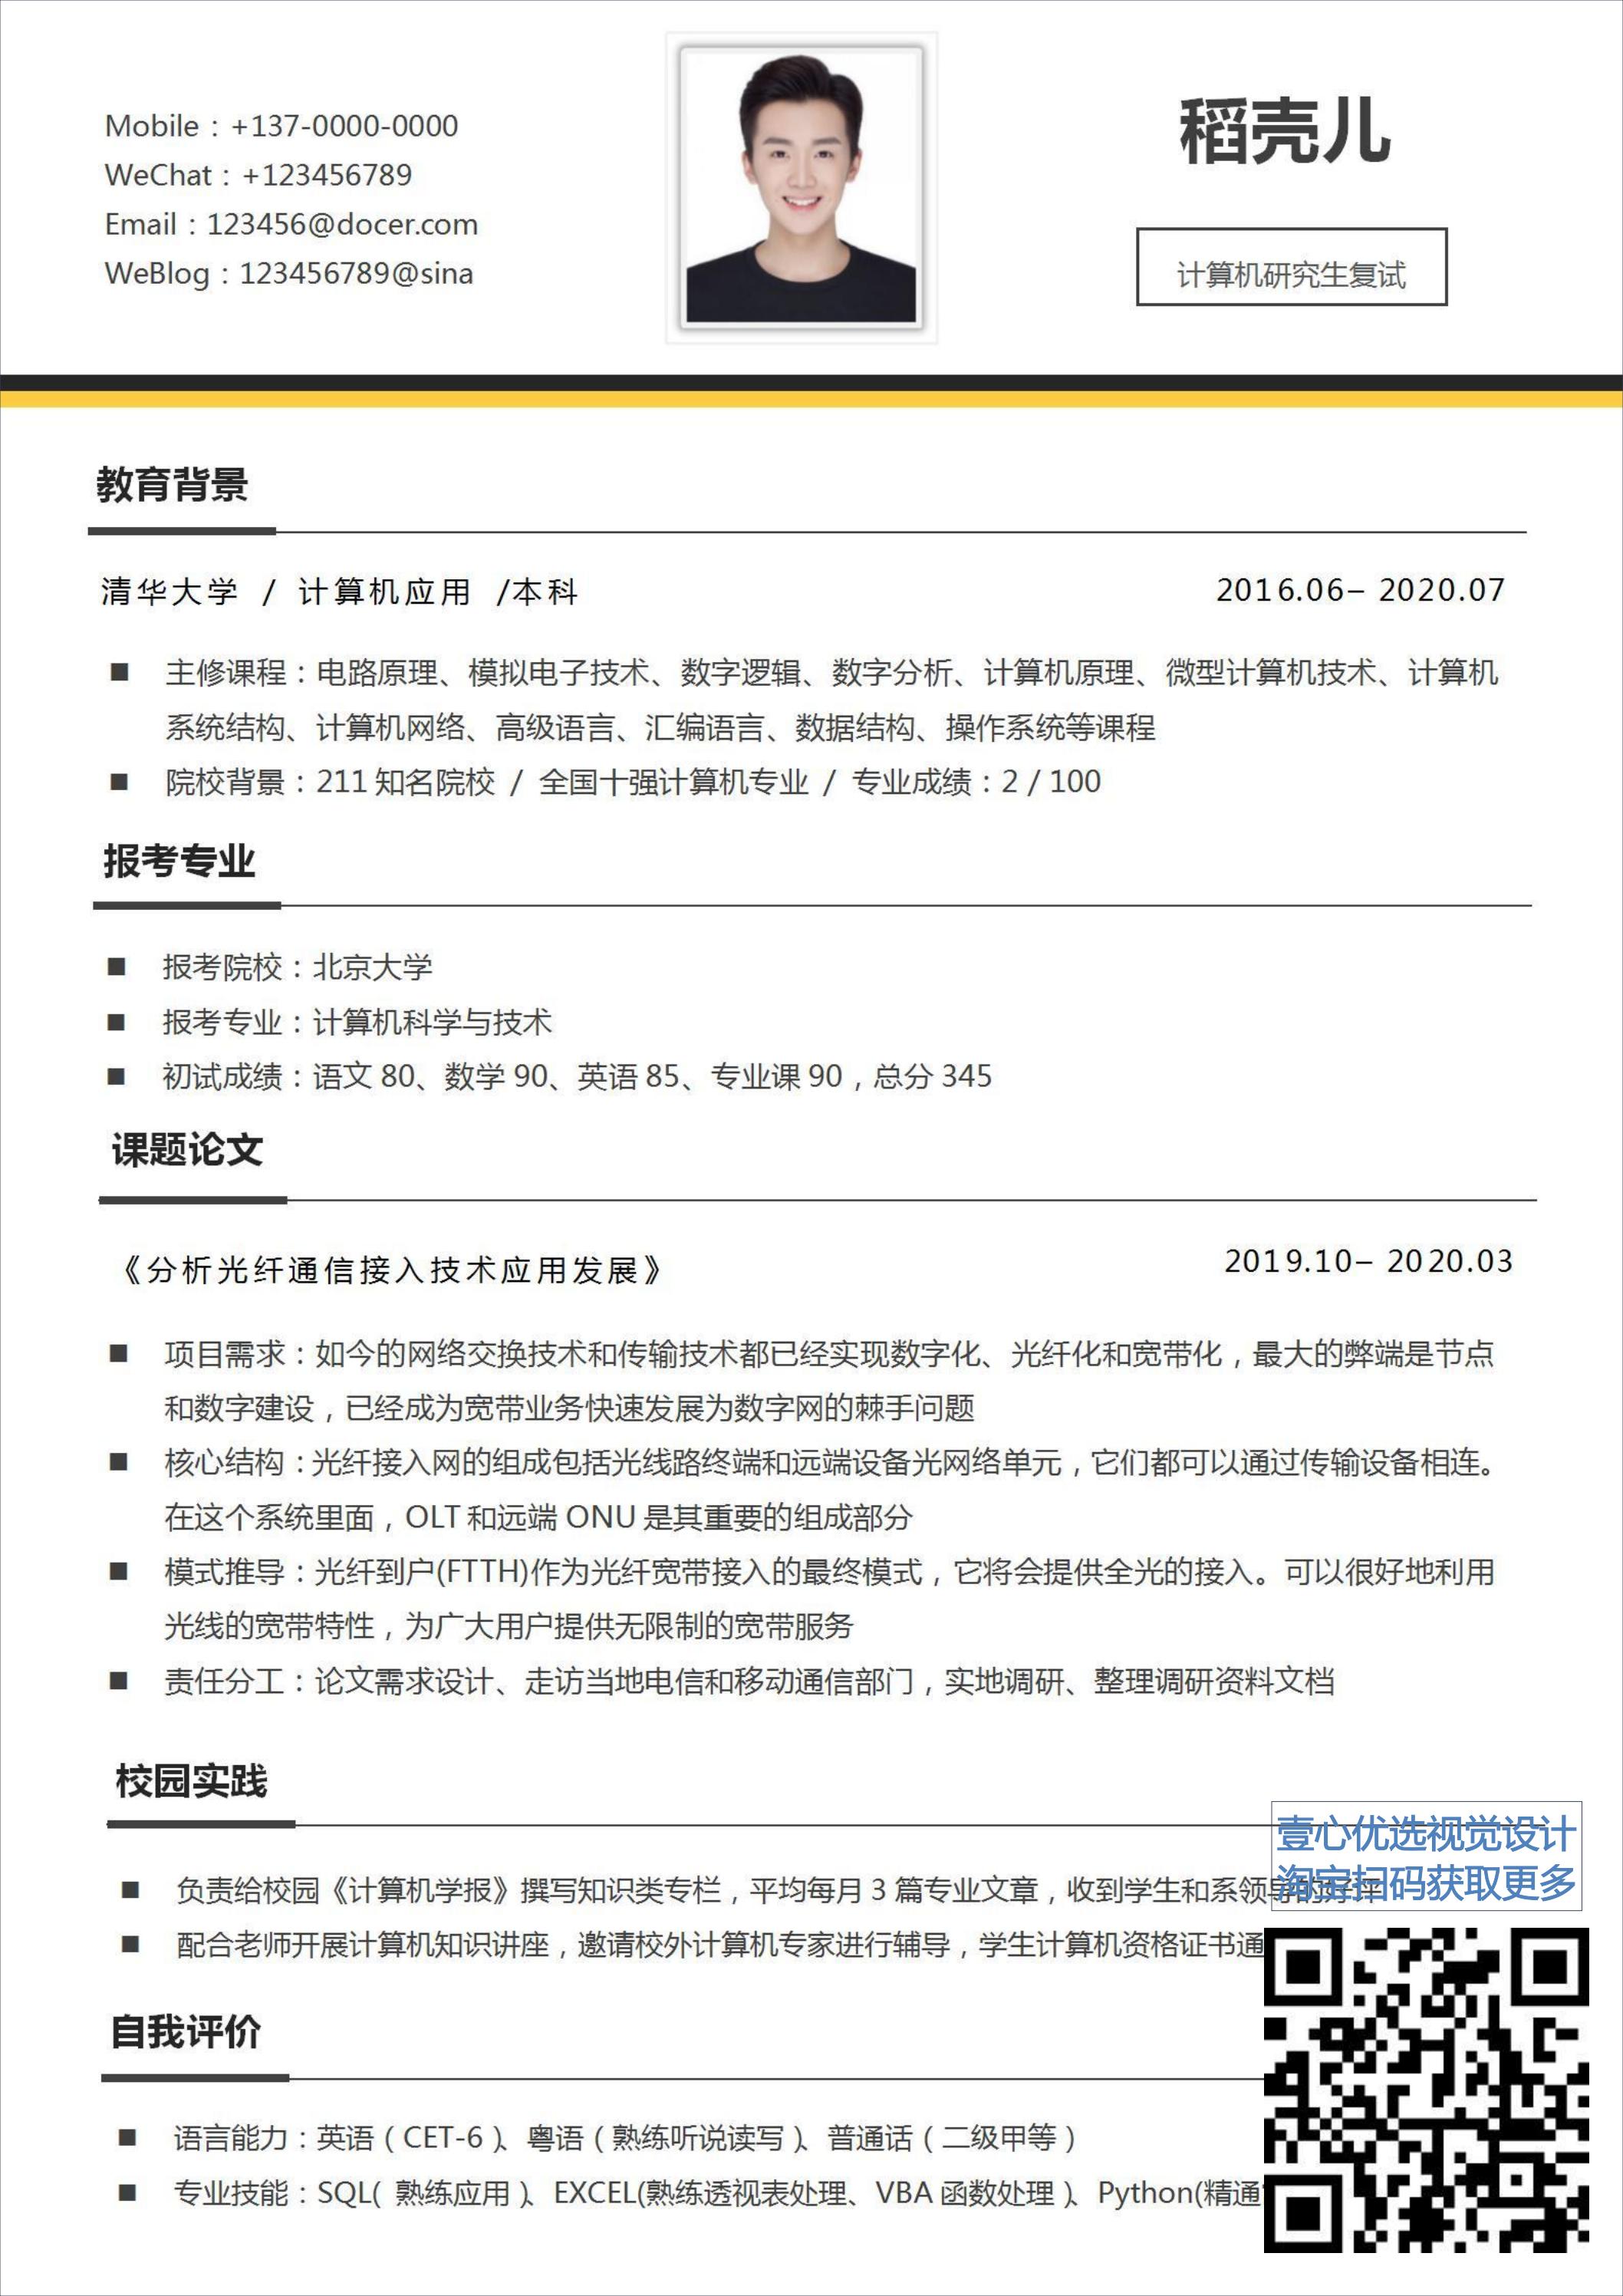 Mobile：+137-0000-0000
WeChat：+123456789
Email：123456@docer.com
WeBlog：123456789@sina
稻壳儿
计算机研究生复试
教育背景
清华大学 / 计算机应用 /本科
2016.06– 2020.07
■ 主修课程：电路原理、模拟电子技术、数字逻辑、数字分析、计算机原理、微型计算机技术、计算机
系统结构、计算机网络、高级语言、汇编语言、数据结构、操作系统等课程
■ 院校背景：211 知名院校 / 全国十强计算机专业 / 专业成绩：2 / 100
报考专业
■ 报考院校：北京大学
■ 报考专业：计算机科学与技术
■ 初试成绩：语文 80、数学 90、英语 85、专业课 90，总分 345
课题论文
《分析光纤通信接入技术应用发展》
2019.10– 2020.03
■ 项目需求：如今的网络交换技术和传输技术都已经实现数字化、光纤化和宽带化，最大的弊端是节点
和数字建设，已经成为宽带业务快速发展为数字网的棘手问题
■ 核心结构：光纤接入网的组成包括光线路终端和远端设备光网络单元，它们都可以通过传输设备相连。
在这个系统里面，OLT 和远端 ONU 是其重要的组成部分
■ 模式推导：光纤到户(FTTH)作为光纤宽带接入的最终模式，它将会提供全光的接入。可以很好地利用
光线的宽带特性，为广大用户提供无限制的宽带服务
■ 责任分工：论文需求设计、走访当地电信和移动通信部门，实地调研、整理调研资料文档
校园实践
壹心优选视觉设计
淘宝扫码获取更多
■ 负责给校园《计算机学报》撰写知识类专栏，平均每月 3 篇专业文章，收到学生和系领导的好评
■ 配合老师开展计算机知识讲座，邀请校外计算机专家进行辅导，学生计算机资格证书通
自我评价
■ 语言能力：英语（CET-6）、粤语（熟练听说读写）、普通话（二级甲等）
■ 专业技能：SQL( 熟练应用 )、EXCEL(熟练透视表处理、VBA 函数处理 )、Python(精通